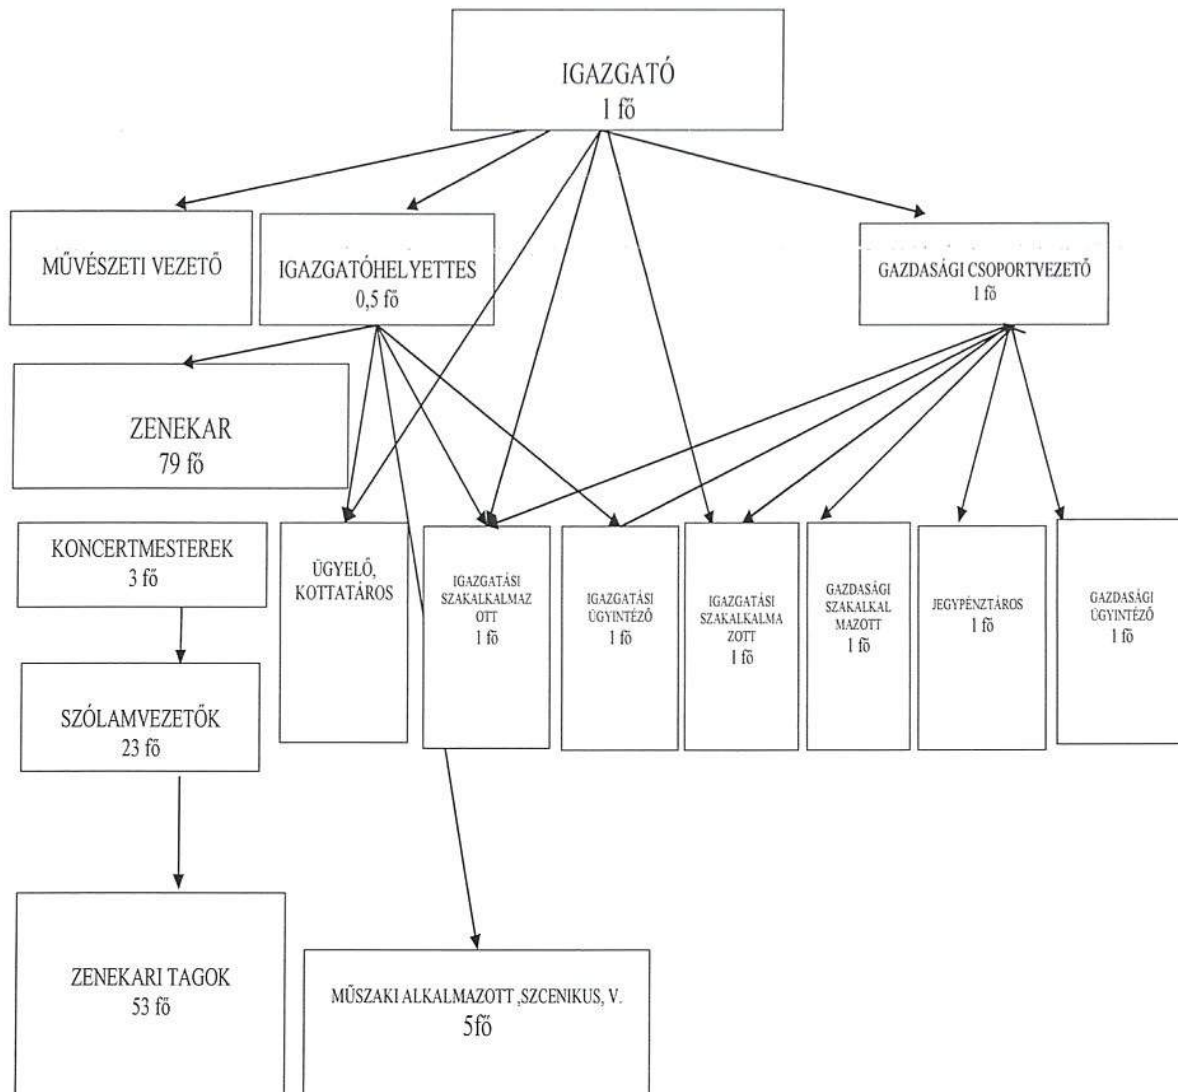 IGAZGATÓ
1 fő
MŰVÉSZETI VEZETŐ
IGAZGATÓHELYETTES
0,5 fő
GAZDASÁGI CSOPORTVEZETŐ
1 fő
ZENEKAR
79 fő
KONCERTMESTEREK
3 fő
ÜGYELŐ,
KOTTATÁROS
IGAZGATÁSI
SZAKALKALMAZ
OTT
1 fő
IGAZGATÁSI
ÜGYINTÉZŐ
1 fő
IGAZGATÁSI
SZAKALKALMA
ZOTT
1 fő
GAZDASÁGI
SZAKALKAL
MAZOTT
1 fő
JEGYPÉNZTÁROS
1 fő
GAZDASÁGI
ÜGYINTÉZŐ
1 fő
SZÓLAMVEZETŐK
23 fő
ZENEKARI TAGOK
53 fő
MŰSZAKI ALKALMAZOTT ,SZCENIKUS, V.
5fő